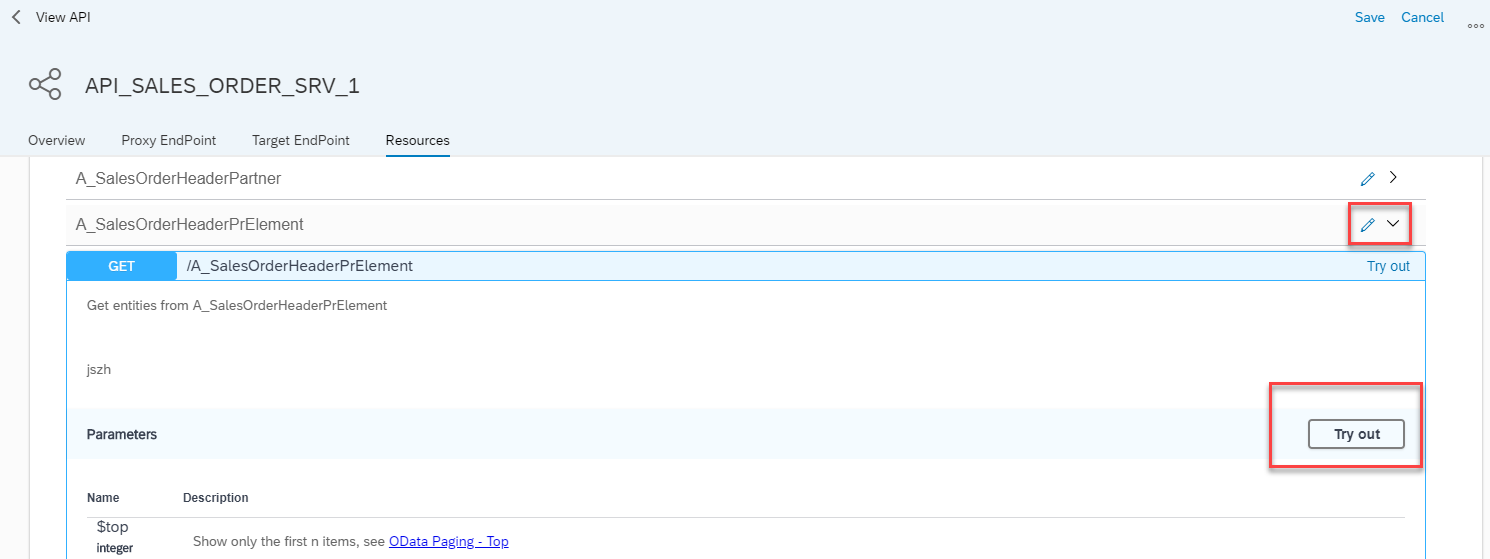 View API
Save Cancel
API_SALES_ORDER_SRV_1
Overview Proxy EndPoint Target EndPoint Resources
A_SalesOrderHeaderPartner
A_SalesOrderHeaderPrElement
GET /A_SalesOrderHeaderPrElement Try out
Get entities from A_SalesOrderHeaderPrElement
jszh
Parameters Try out
Name Description
$top
Show only the first n items, see OData Paging - Top
integer